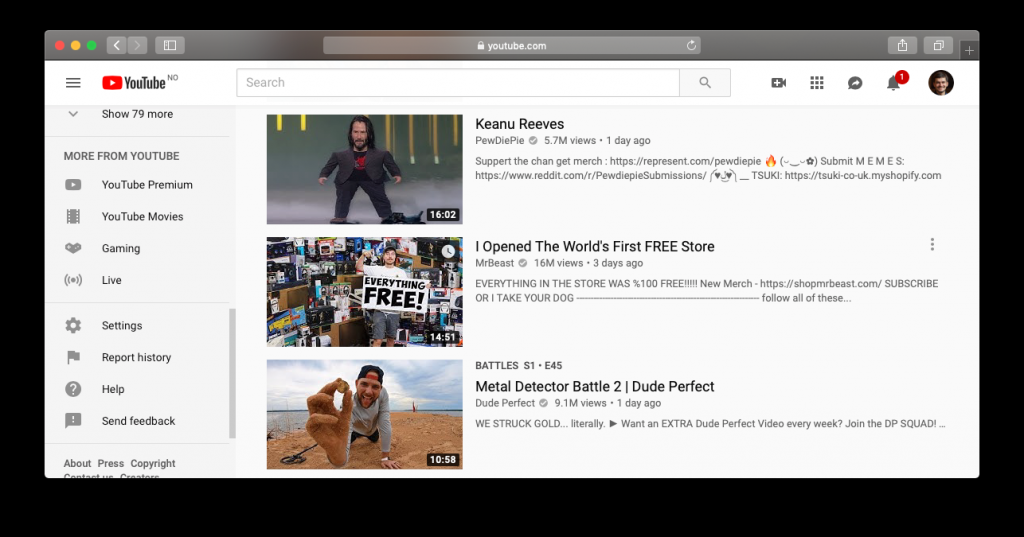 youtube.com
YouTube NO
Search
1
Show 79 more
MORE FROM YOUTUBE
YouTube Premium
YouTube Movies
Gaming
Live
Settings
Report history
Help
Send feedback
About Press Copyright
Contact us Creators
16:02
Keanu Reeves
PewDiePie 5.7M views • 1 day ago
Suppert the chan get merch : https://represent.com/pewdiepie 🔥 (⌣‿⌣✿) Submit M E M E S:
https://www.reddit.com/r/PewdiepieSubmissions/ ⎛♥‿♥⎞ __ TSUKI: https://tsuki-co-uk.myshopify.com
EVERYTHING
FREE!
14:51
I Opened The World's First FREE Store
MrBeast 16M views • 3 days ago
EVERYTHING IN THE STORE WAS %100 FREE!!!!! New Merch - https://shopmrbeast.com/ SUBSCRIBE
OR I TAKE YOUR DOG ---------------------------------------------------------------- follow all of these...
10:58
BATTLES S1 • E45
Metal Detector Battle 2 | Dude Perfect
Dude Perfect 9.1M views • 1 day ago
WE STRUCK GOLD... literally. ► Want an EXTRA Dude Perfect Video every week? Join the DP SQUAD! ...